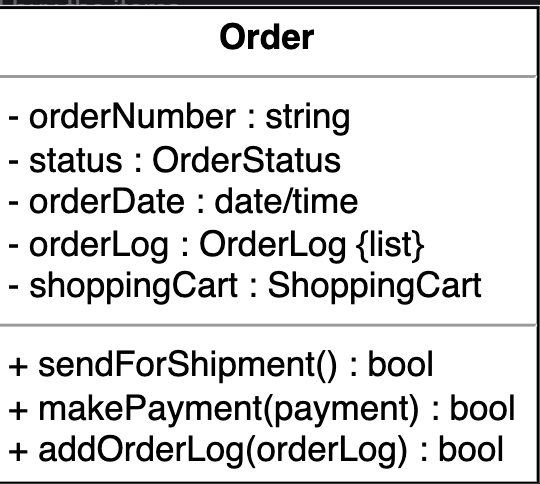 Order
- orderNumber : string
- status : OrderStatus
- orderDate : date/time
- orderLog : OrderLog {list}
- shoppingCart : ShoppingCart
+ sendForShipment() : bool
+ makePayment(payment) : bool
+ addOrderLog(orderLog) : bool